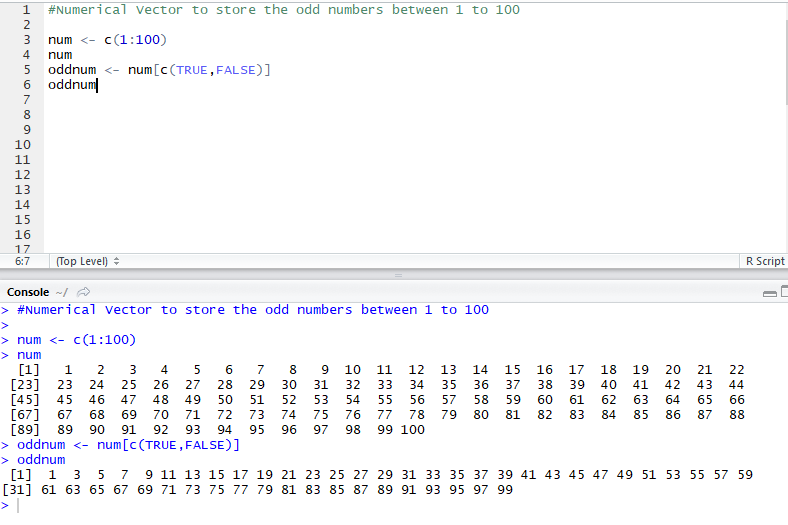 1 #Numerical Vector to store the odd numbers between 1 to 100
2
3 num <- c(1:100)
4 num
5 oddnum <- num[c(TRUE,FALSE)]
6 oddnum
7
8
9
10
11
12
13
14
15
16
17
6:7 (Top Level) R Script
Console ~/
> #Numerical Vector to store the odd numbers between 1 to 100
>
> num <- c(1:100)
> num
[1] 1 2 3 4 5 6 7 8 9 10 11 12 13 14 15 16 17 18 19 20 21 22
[23] 23 24 25 26 27 28 29 30 31 32 33 34 35 36 37 38 39 40 41 42 43 44
[45] 45 46 47 48 49 50 51 52 53 54 55 56 57 58 59 60 61 62 63 64 65 66
[67] 67 68 69 70 71 72 73 74 75 76 77 78 79 80 81 82 83 84 85 86 87 88
[89] 89 90 91 92 93 94 95 96 97 98 99 100
> oddnum <- num[c(TRUE,FALSE)]
> oddnum
[1] 1 3 5 7 9 11 13 15 17 19 21 23 25 27 29 31 33 35 37 39 41 43 45 47 49 51 53 55 57 59
[31] 61 63 65 67 69 71 73 75 77 79 81 83 85 87 89 91 93 95 97 99
>